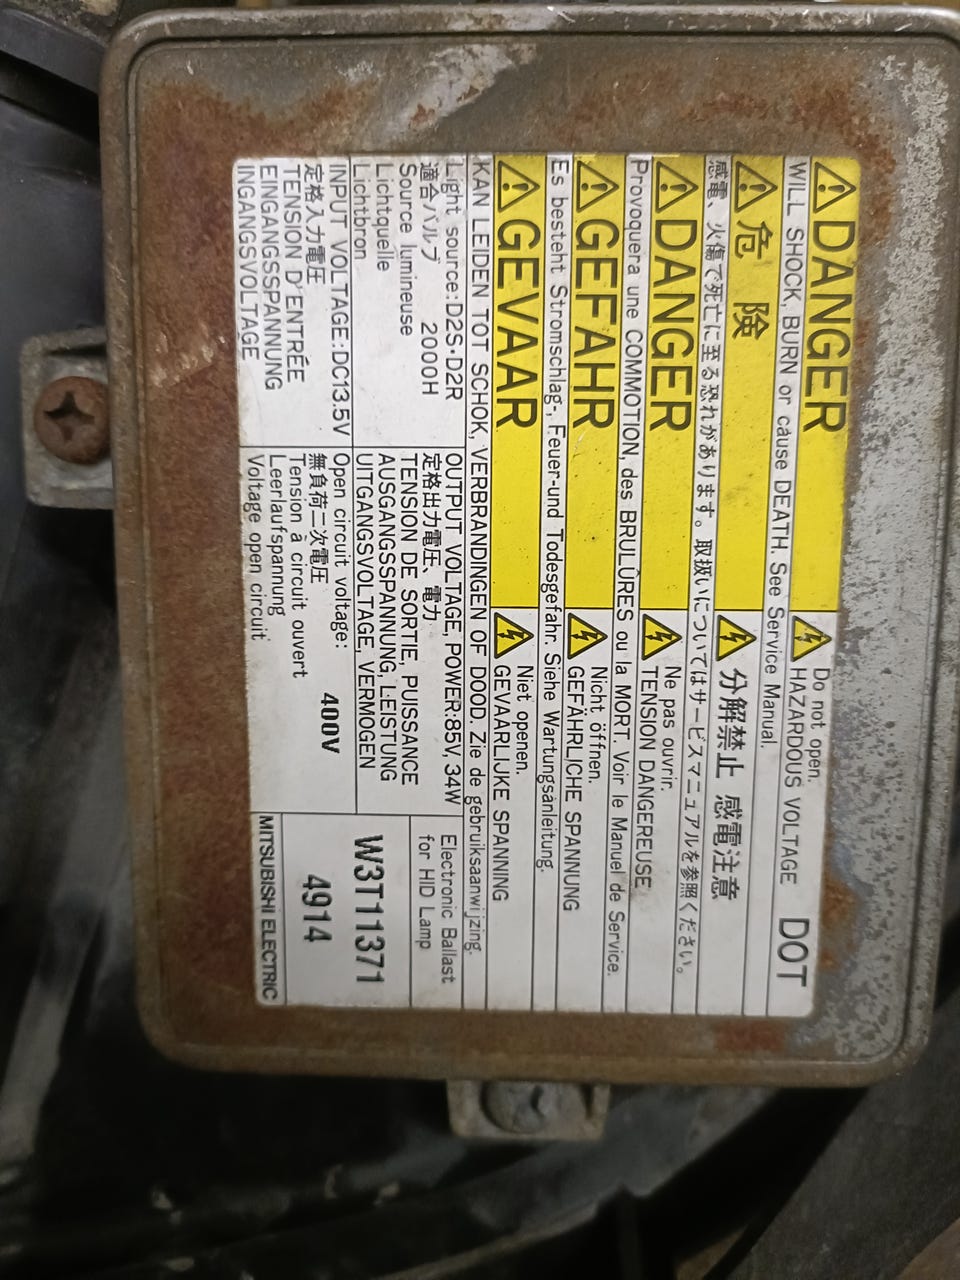 DANGER
Do not open.
HAZARDOUS VOLTAGE
DOT
WILL SHOCK, BURN or cause DEATH. See Service Manual.
危 険
分解禁止 感電注意
感電、火傷で死亡に至る恐れがあります。取扱いについてはサービスマニュアルを参照ください。
DANGER
Ne pas ouvrir.
TENSION DANGEREUSE
Provoquera une COMMOTION, des BRULÛRES ou la MORT. Voir le Manuel de Service.
GEFAHR
Nicht öffnen.
GEFÄHRLICHE SPANNUNG
Es besteht Stromschlag-, Feuer-und Todesgefahr. Siehe Wartungsanleitung.
GEVAAR
Niet openen.
GEVAARLIJKE SPANNING
KAN LEIDEN TOT SCHOK, VERBRANDINGEN OF DOOD. Zie de gebruiksaanwijzing.
Light source:D2S·D2R
適合バルブ 2000H
Source lumineuse
Lichtquelle
Lichtbron
OUTPUT VOLTAGE, POWER:85V, 34W
定格出力電圧、電力
TENSION DE SORTIE, PUISSANCE
AUSGANGSSPANNUNG, LEISTUNG
UITGANGSVOLTAGE, VERMOGEN
Electronic Ballast
for HID Lamp
INPUT VOLTAGE:DC13.5V
定格入力電圧
TENSION D'ENTRÉE
EINGANGSSPANNUNG
INGANGSVOLTAGE
Open circuit voltage:
無負荷二次電圧 400V
Tension à circuit ouvert
Leerlaufspannung
Voltage open circuit
W3T11371
4914
MITSUBISHI ELECTRIC